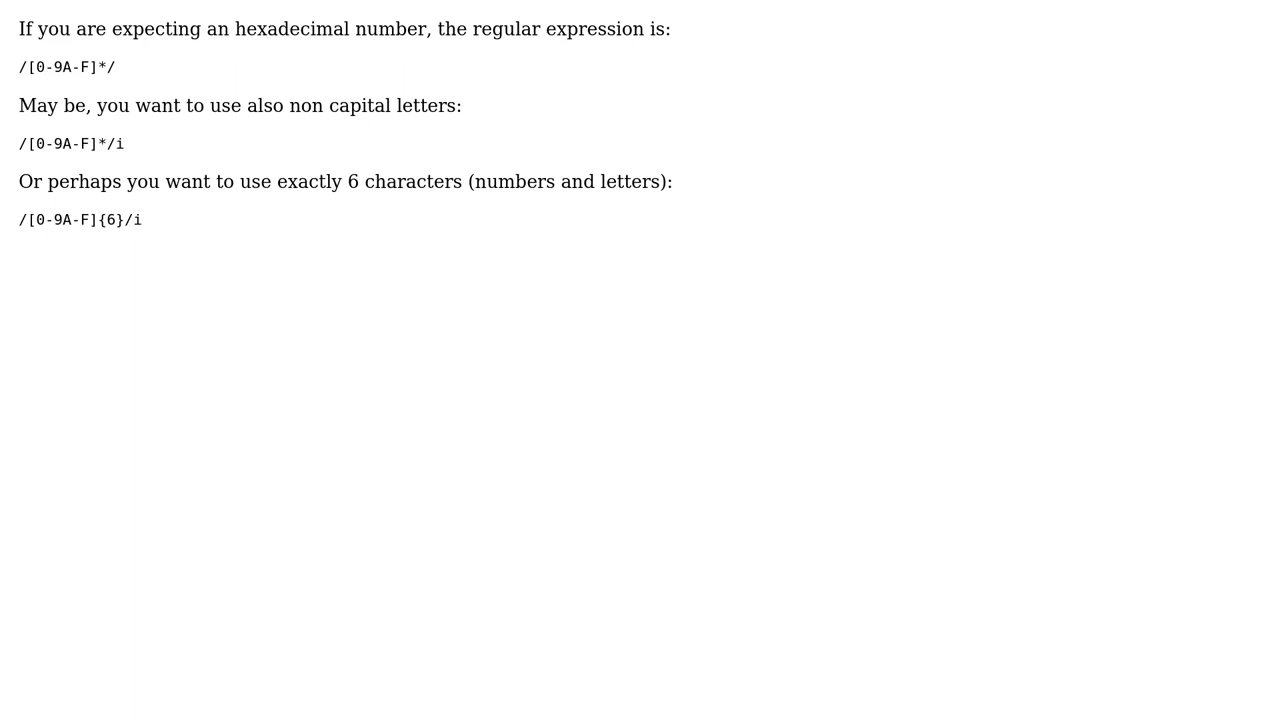 If you are expecting an hexadecimal number, the regular expression is:
/[0-9A-F]*/
May be, you want to use also non capital letters:
/[0-9A-F]*/i
Or perhaps you want to use exactly 6 characters (numbers and letters):
/[0-9A-F]{6}/i